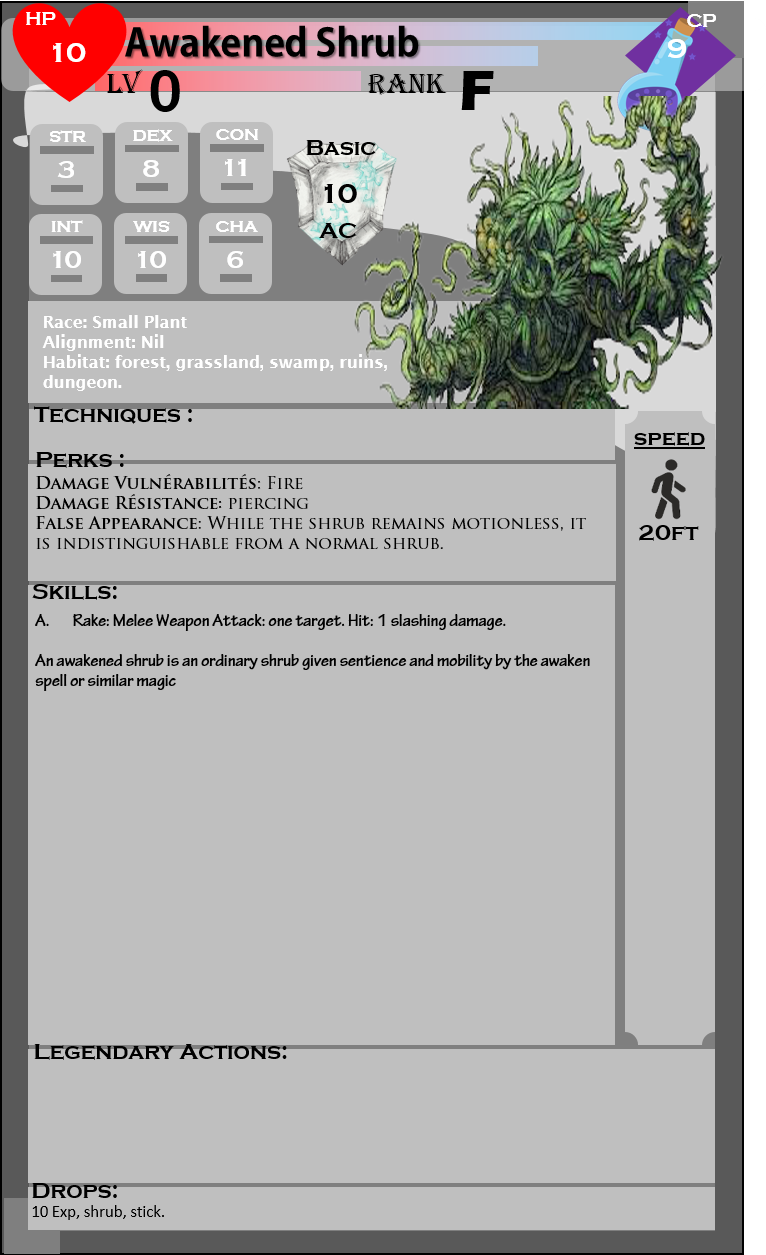 HP
10
Awakened Shrub
CP
9
LV 0
RANK F
STR
3
DEX
8
CON
11
INT
10
WIS
10
CHA
6
BASIC
10
AC
Race: Small Plant
Alignment: Nil
Habitat: forest, grassland, swamp, ruins,
dungeon.
TECHNIQUES :
PERKS :
DAMAGE VULNÉRABILITÉS: FIRE
DAMAGE RÉSISTANCE: PIERCING
FALSE APPEARANCE: WHILE THE SHRUB REMAINS MOTIONLESS, IT
IS INDISTINGUISHABLE FROM A NORMAL SHRUB.
SPEED
20FT
SKILLS:
A. Rake: Melee Weapon Attack: one target. Hit: 1 slashing damage.
An awakened shrub is an ordinary shrub given sentience and mobility by the awaken
spell or similar magic
LEGENDARY ACTIONS:
DROPS:
10 Exp, shrub, stick.